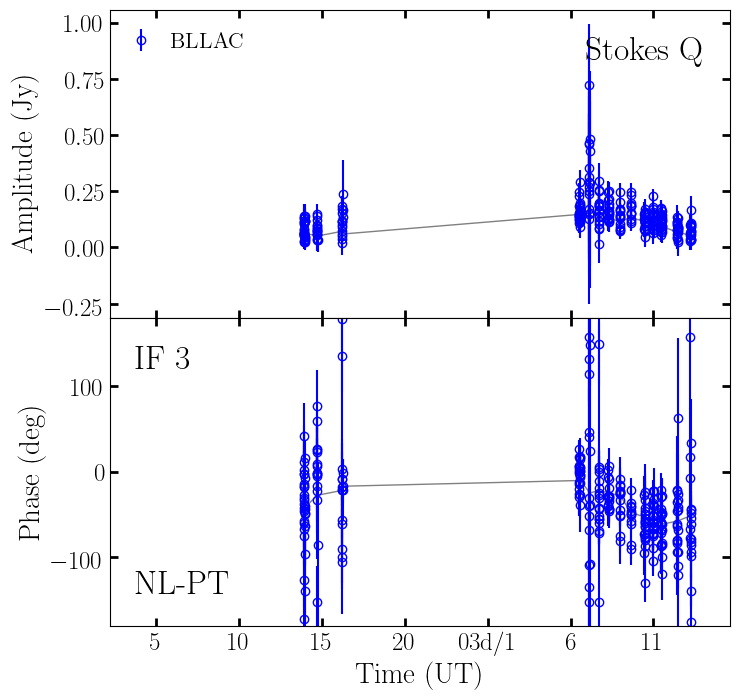 1.00
0.75
0.50
0.25
0.00
−0.25
Amplitude (Jy)
BLLAC
Stokes Q
100
0
−100
Phase (deg)
IF 3
NL-PT
5 10 15 20 03d/1 6 11
Time (UT)